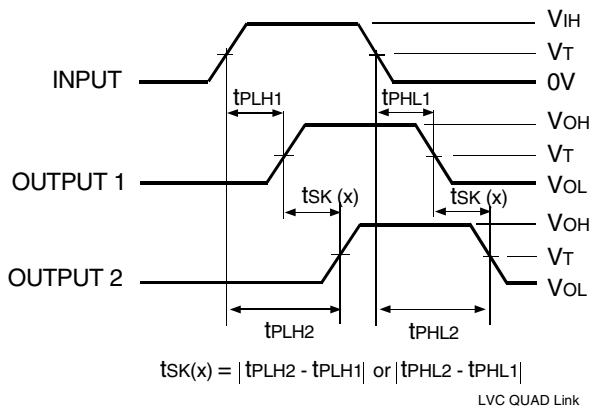 VIH
VT
INPUT
0V
tPLH1
tPHL1
VOH
VT
OUTPUT 1
VOL
tSK (x)
tSK (x)
VOH
VT
OUTPUT 2
VOL
tPLH2
tPHL2
tSK(x) = |tPLH2 - tPLH1| or |tPHL2 - tPHL1|
LVC QUAD Link